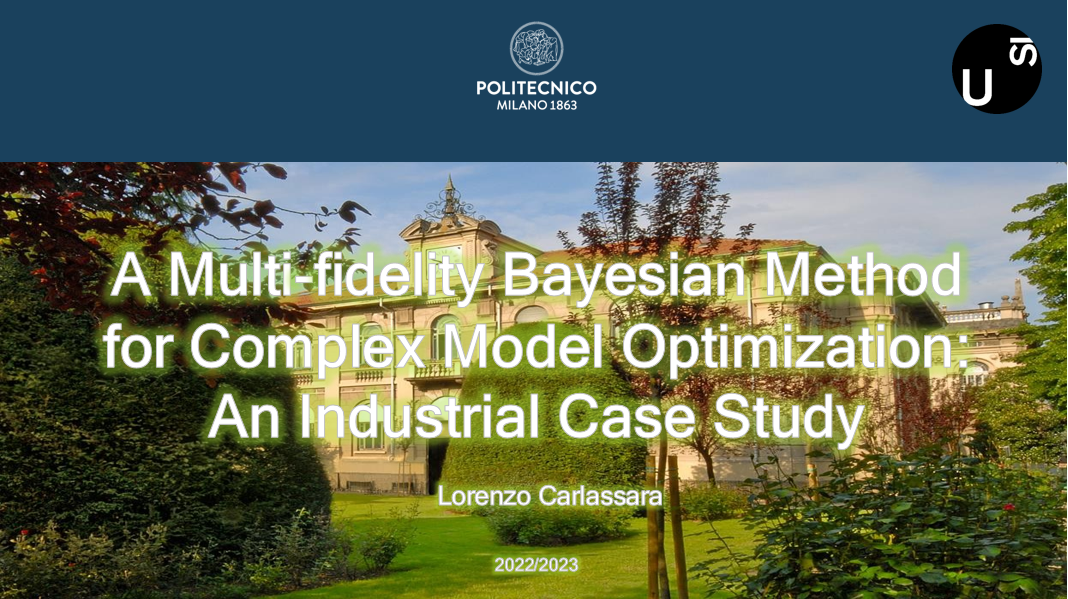 POLITECNICO
MILANO 1863
U
SI
A Multi-fidelity Bayesian Method
for Complex Model Optimization:
An Industrial Case Study
Lorenzo Carlassara
2022/2023